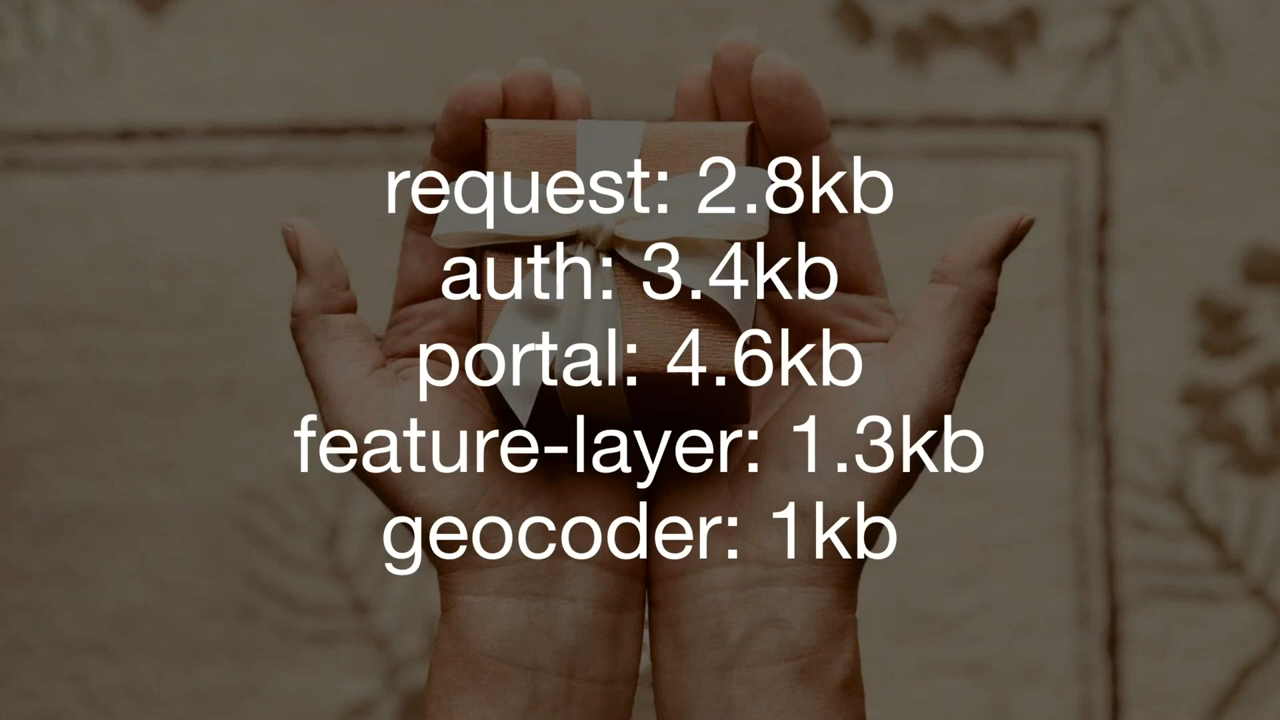 request: 2.8kb
auth: 3.4kb
portal: 4.6kb
feature-layer: 1.3kb
geocoder: 1kb